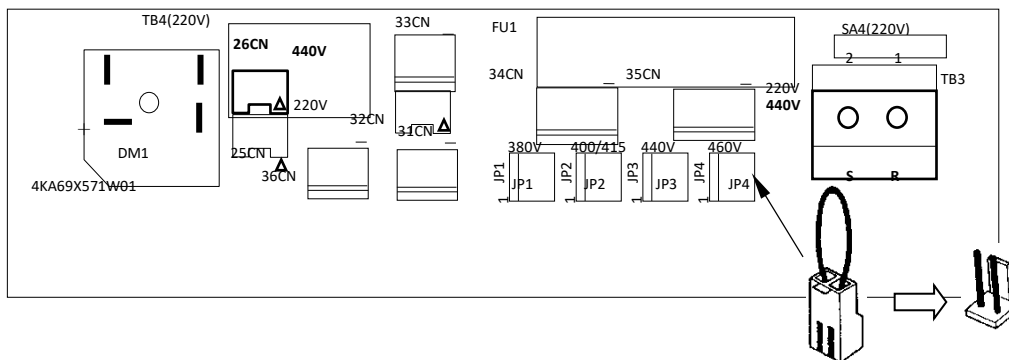 TB4(220V)
33CN
FU1
SA4(220V)
26CN
440V
2 1
34CN
35CN
TB3
220V
440V
220V
32CN
31CN
25CN
36CN
DM1
4KA69X571W01
380V
400/415
440V
460V
JP1
JP1
1
JP2
JP2
1
JP3
JP3
1
JP4
JP4
1
S R